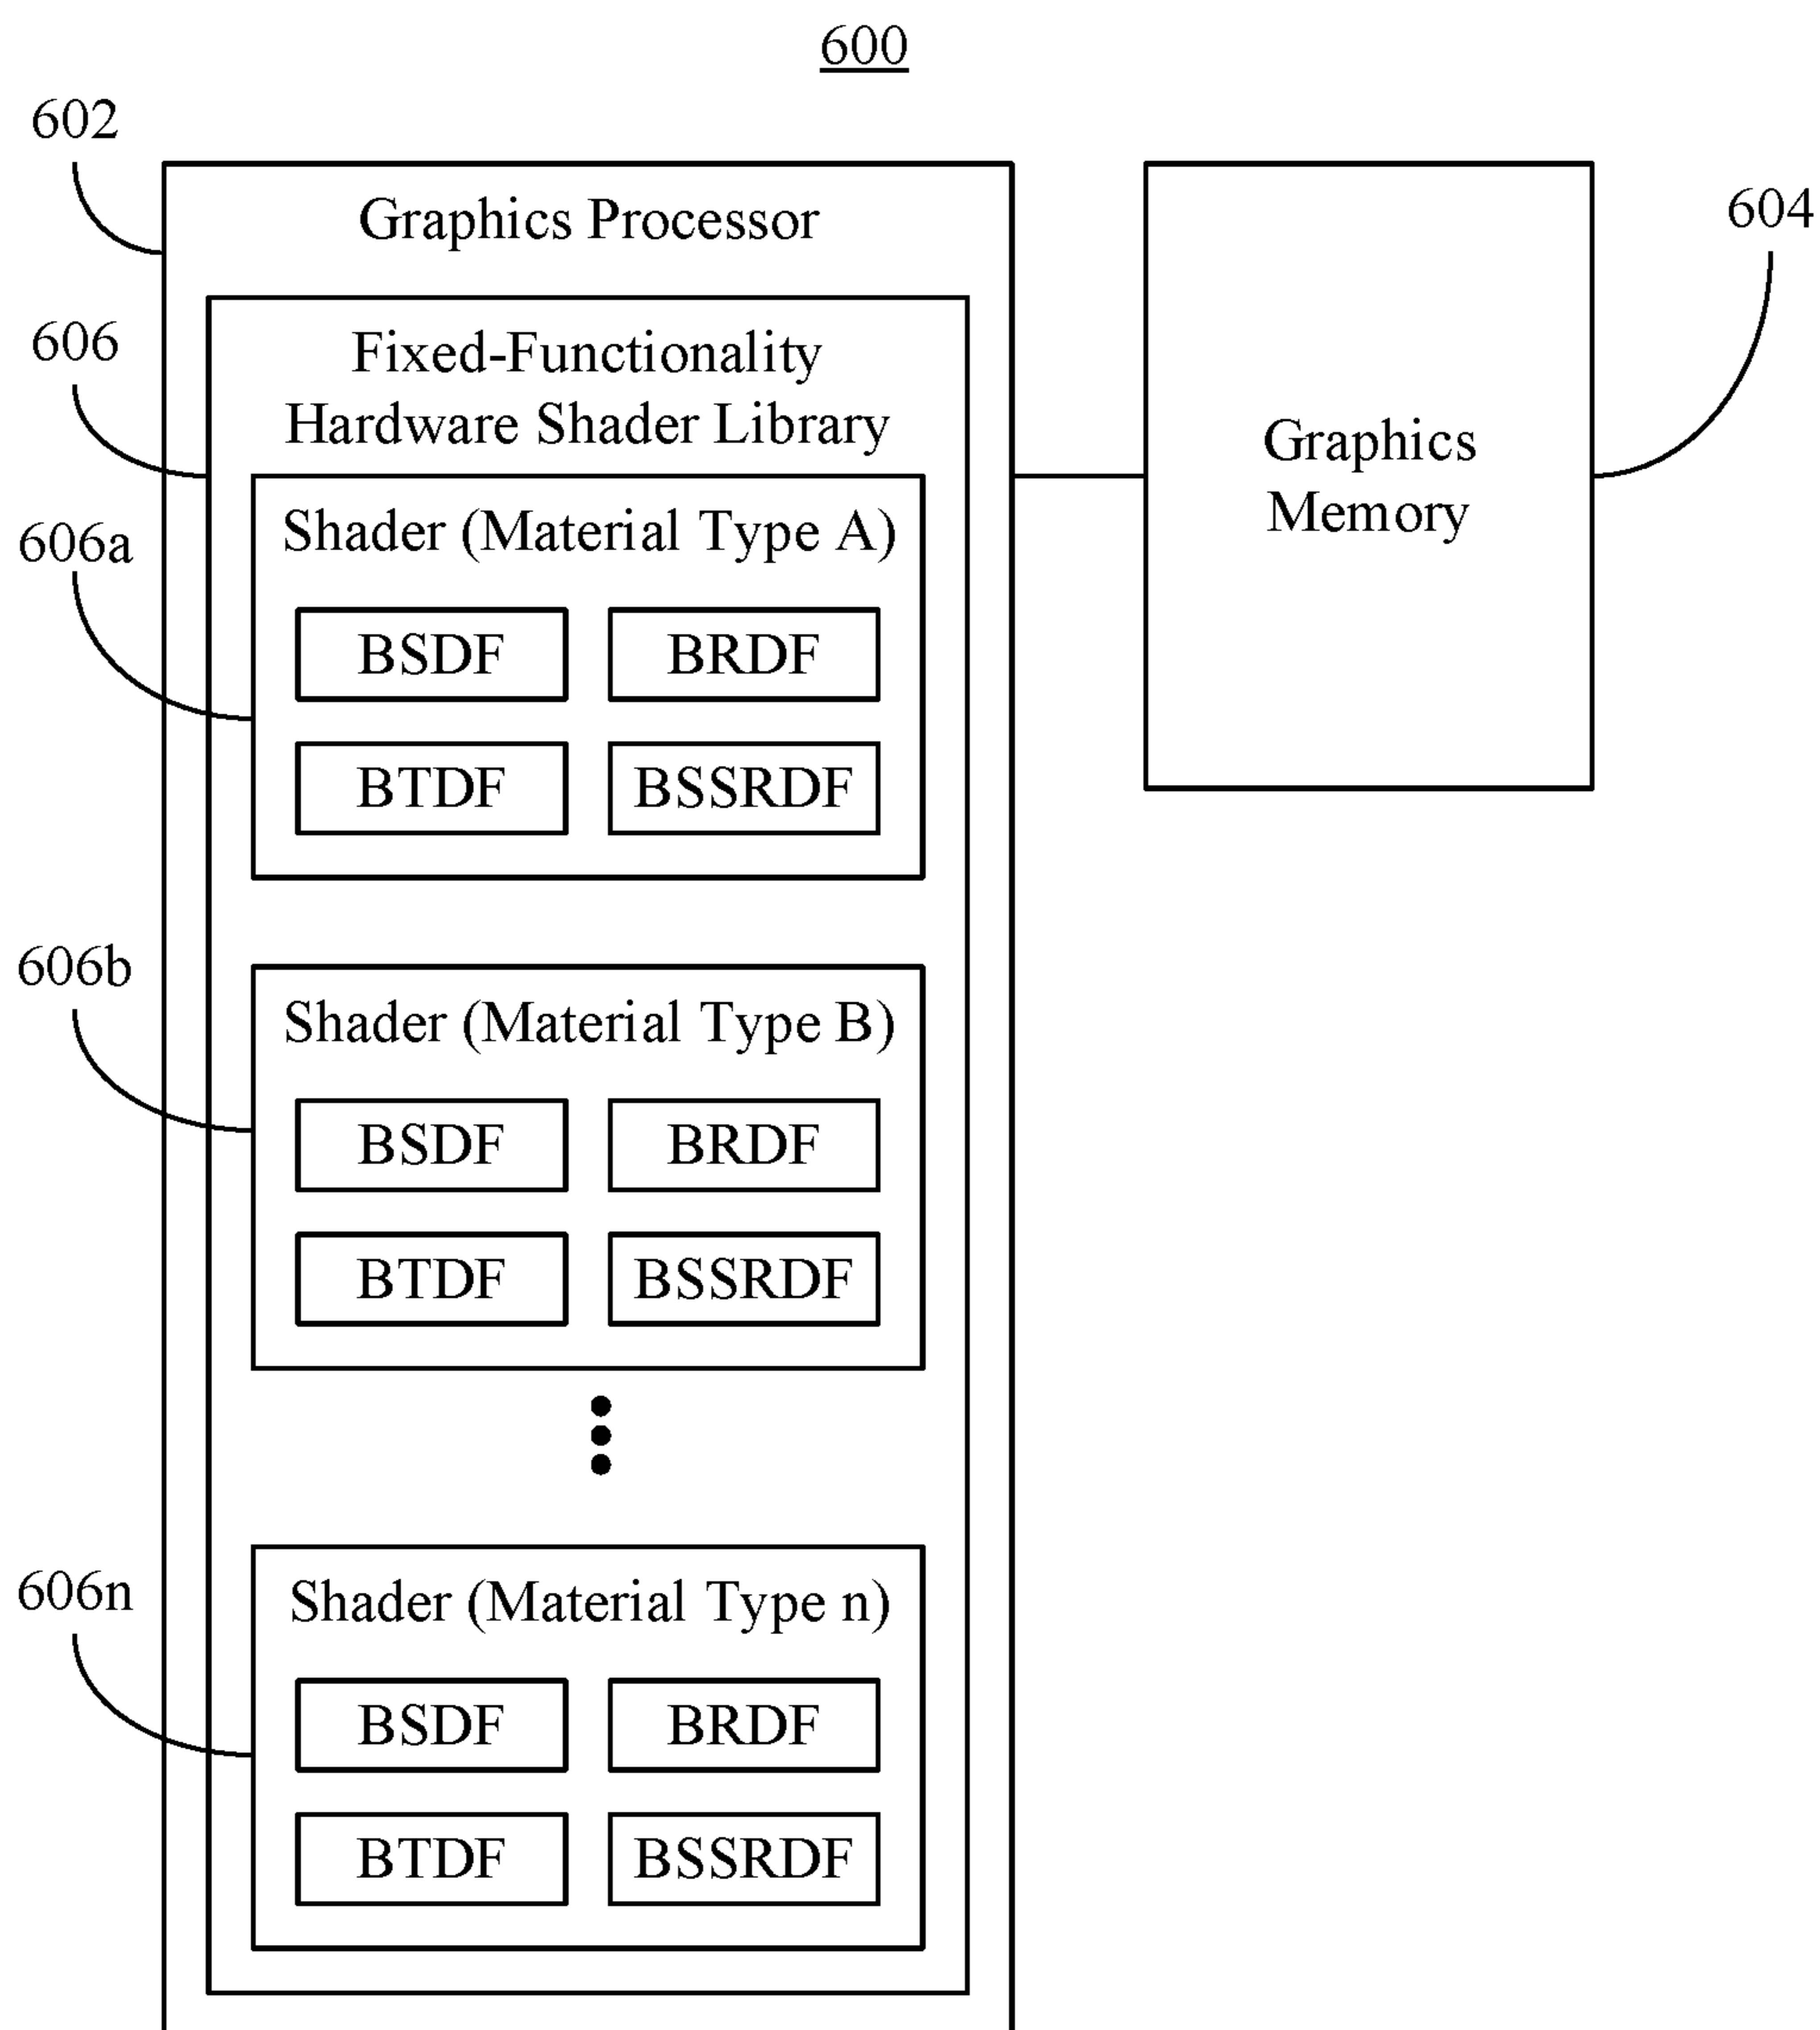 600
602
Graphics Processor
604
606
Fixed-Functionality
Hardware Shader Library
Graphics
Memory
606a
Shader (Material Type A)
BSDF
BRDF
BTDF
BSSRDF
606b
Shader (Material Type B)
BSDF
BRDF
BTDF
BSSRDF
606n
Shader (Material Type n)
BSDF
BRDF
BTDF
BSSRDF